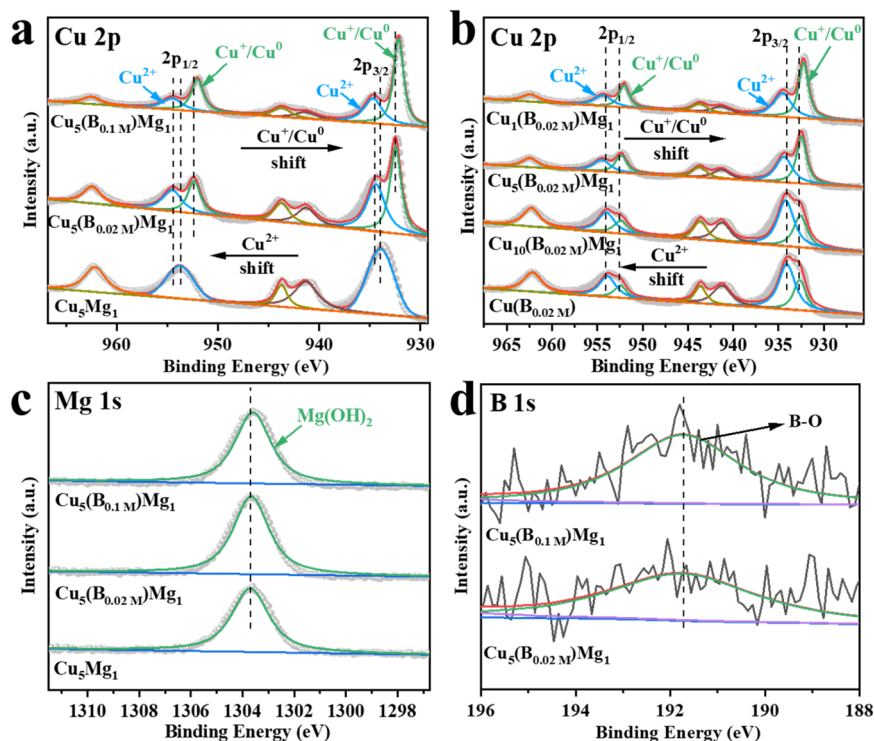 a
Cu 2p
2p1/2
Cu2+
Cu+/Cu0
Cu+/Cu0
2p3/2
Cu2+
Cu5(B0.1 M)Mg1
Cu+/Cu0
shift
Cu5(B0.02 M)Mg1
Cu2+
shift
Cu5Mg1
Intensity (a.u.)
960
950
940
930
Binding Energy (eV)
b
Cu 2p
2p1/2
Cu2+
Cu+/Cu0
2p3/2
Cu+/Cu0
Cu2+
Cu1(B0.02 M)Mg1
Cu+/Cu0
shift
Cu5(B0.02 M)Mg1
Cu10(B0.02 M)Mg1
Cu2+
shift
Cu(B0.02 M)
Intensity (a.u.)
965
960
955
950
945
940
935
930
Binding Energy (eV)
c
Mg 1s
Mg(OH)2
Cu5(B0.1 M)Mg1
Cu5(B0.02 M)Mg1
Cu5Mg1
Intensity (a.u.)
1310
1306
1302
1298
Binding Energy (eV)
d
B 1s
B-O
Cu5(B0.1 M)Mg1
Cu5(B0.02 M)Mg1
Intensity (a.u.)
196
194
192
190
188
Binding Energy (eV)